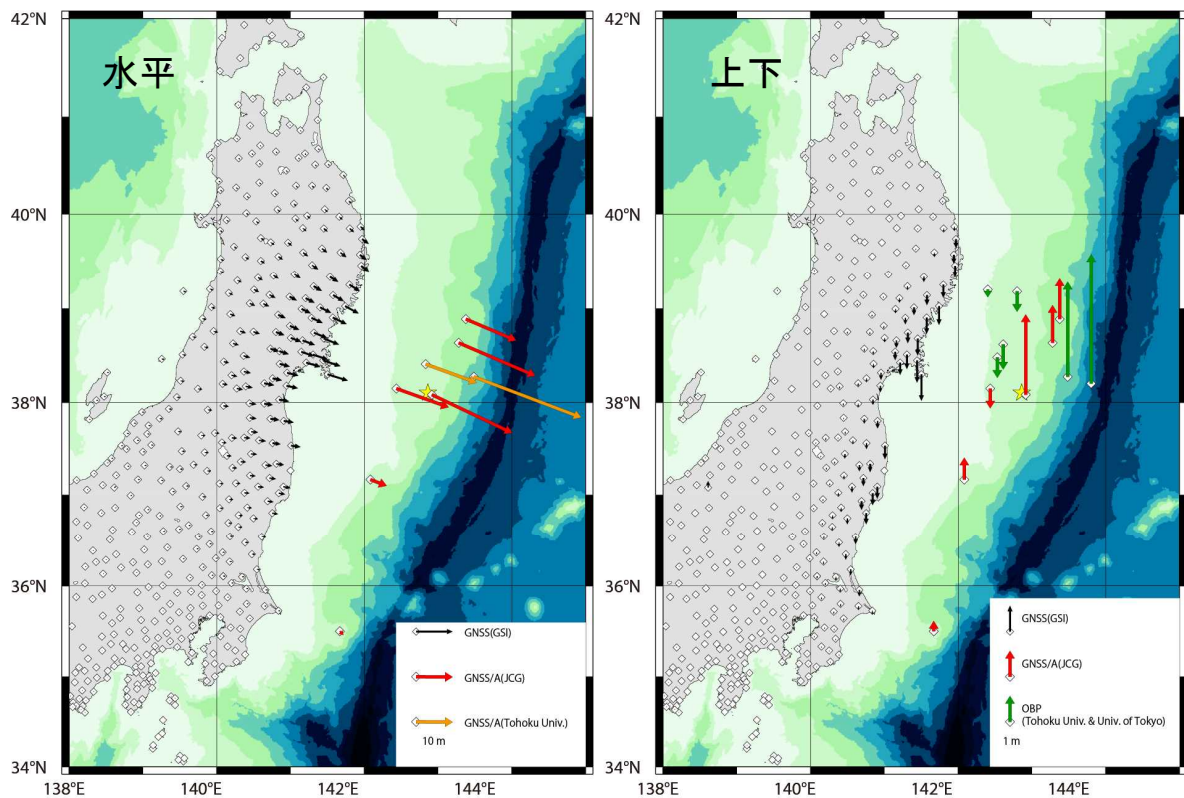 水平
42°N
40°N
38°N
36°N
34°N
138°E
140°E
142°E
144°E
GNSS(GSI)
GNSS/A(JCG)
GNSS/A(Tohoku Univ.)
10 m
上下
42°N
40°N
38°N
36°N
34°N
138°E
140°E
142°E
144°E
GNSS(GSI)
GNSS/A(JCG)
OBP
(Tohoku Univ. & Univ. of Tokyo)
1 m